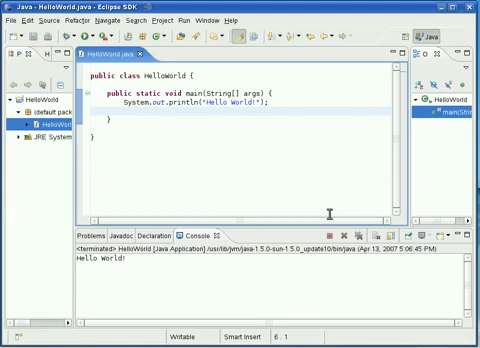 Java - HelloWorld.java - Eclipse SDK
File Edit Source Refactor Navigate Search Project Run Window Help
Java
P
H
HelloWorld.java
O
public class HelloWorld {
public static void main(String[] args) {
System.out.println("Hello World!");
}
}
HelloWorld
(default pack
HelloWorl
JRE System
HelloWorld
main(Strin
Problems Javadoc Declaration Console
<terminated> HelloWorld [Java Application] /usr/lib/jvm/java-1.5.0-sun-1.5.0_update10/bin/java (Apr 13, 2007 5:06:45 PM)
Hello World!
Writable Smart Insert 6 : 1